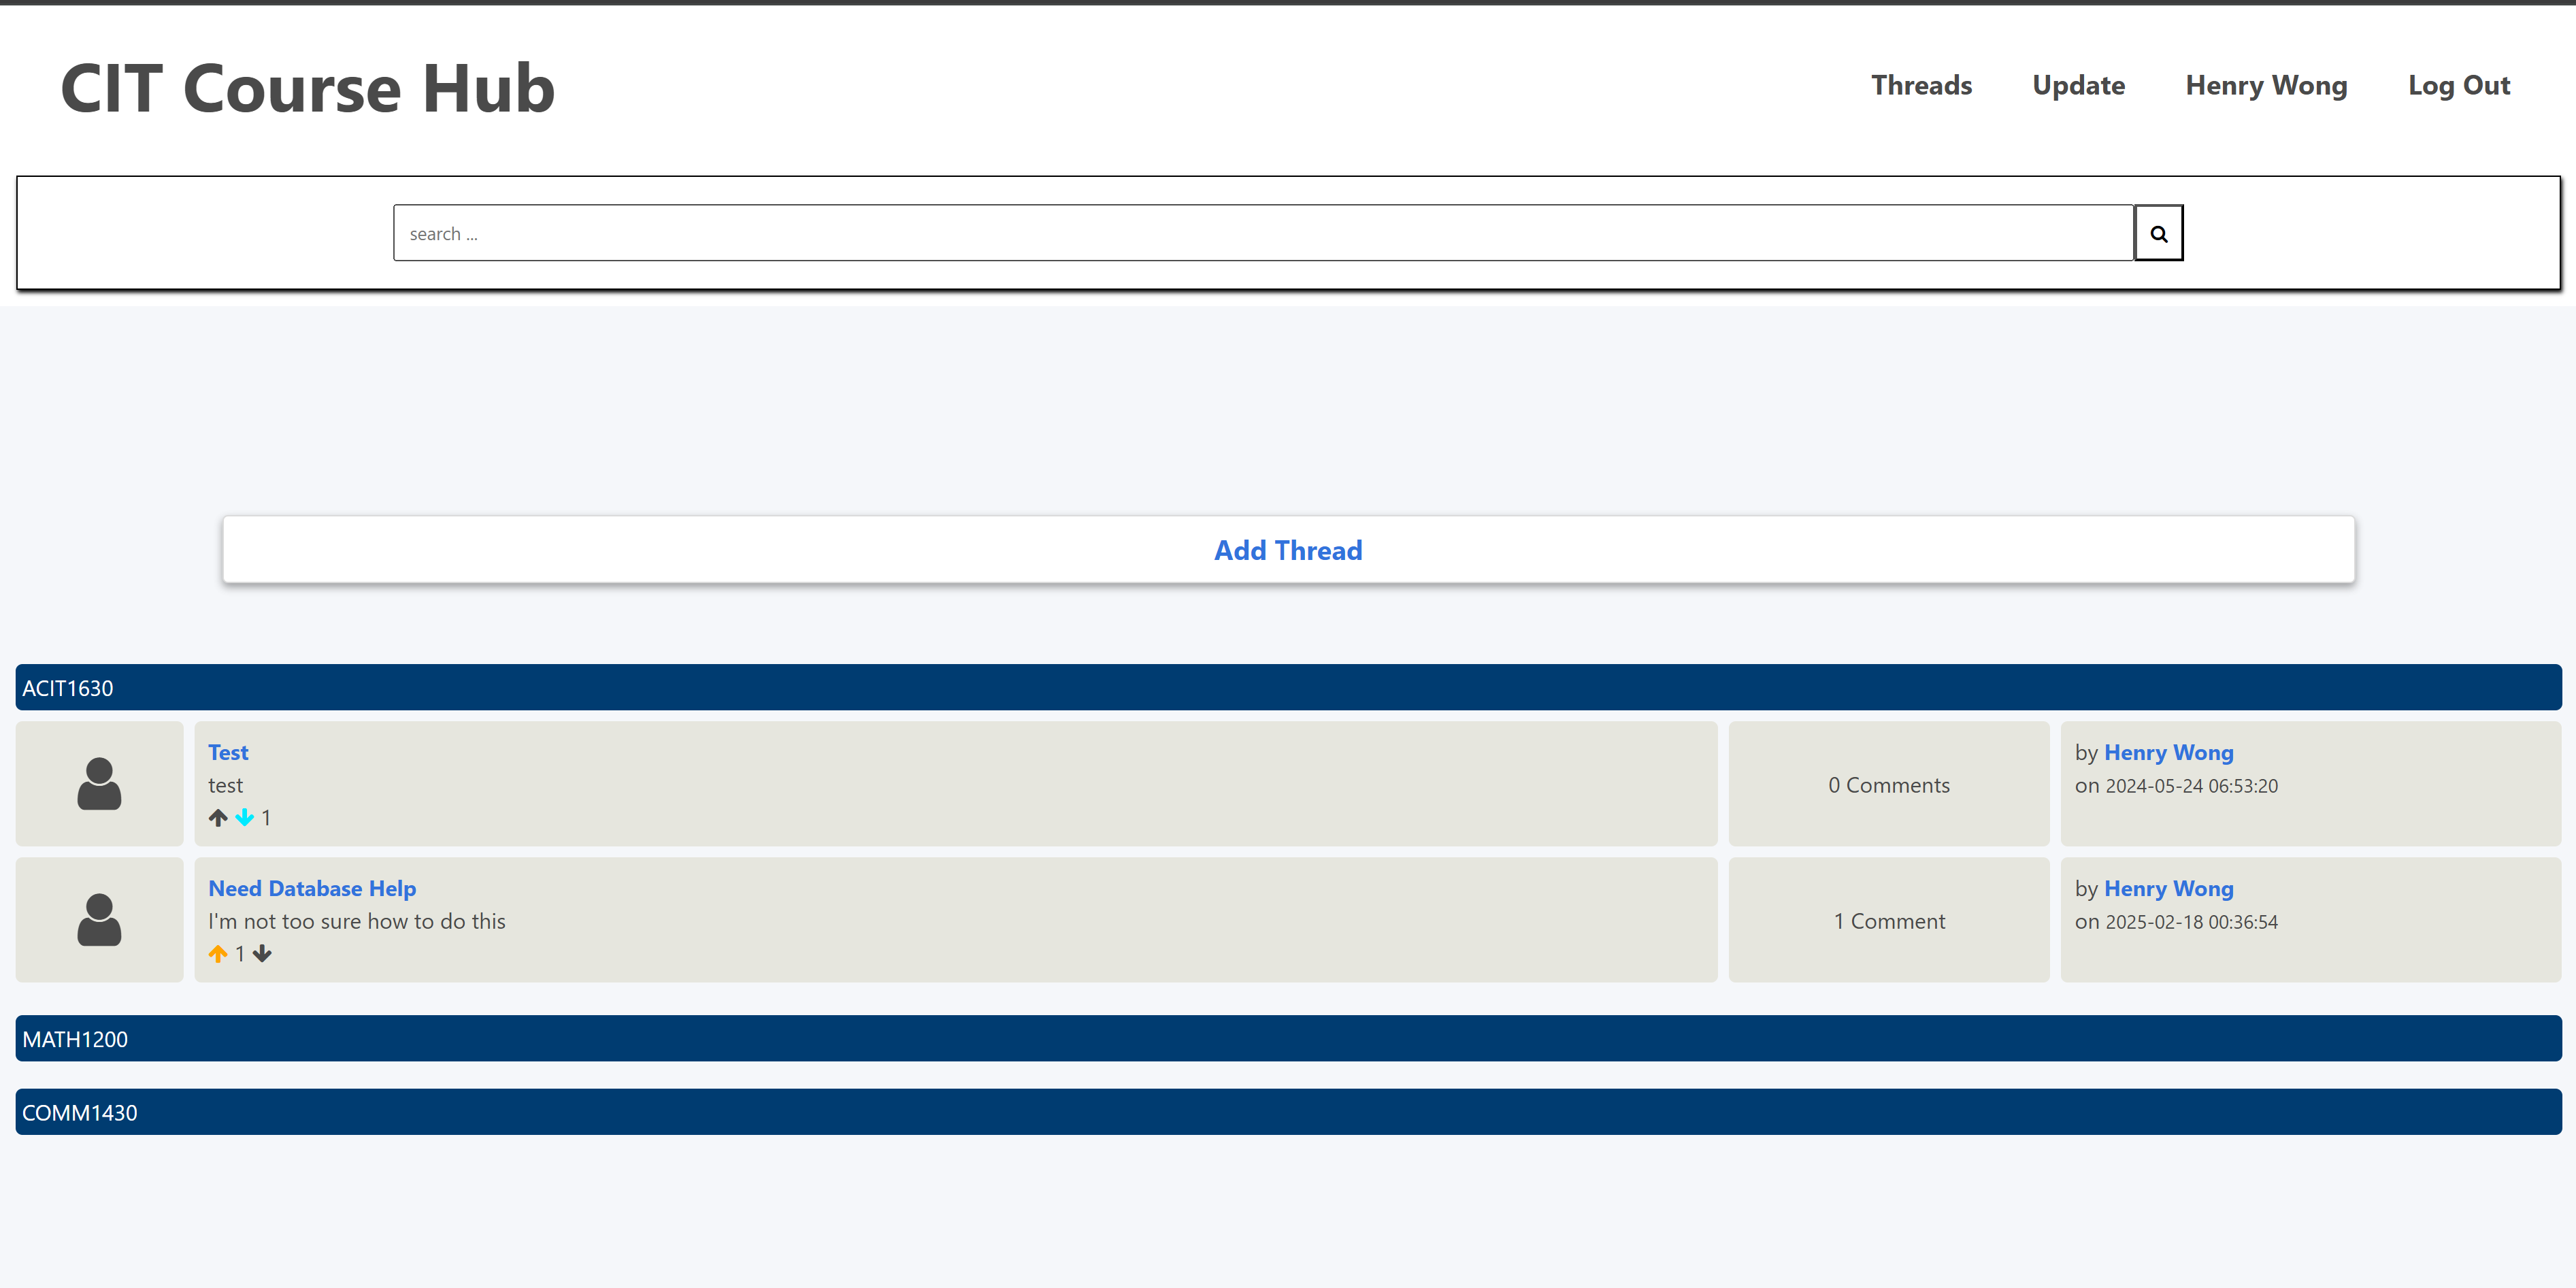 CIT Course Hub
Threads Update Henry Wong Log Out
search ...
Add Thread
ACIT1630
Test
test
1
0 Comments
by Henry Wong
on 2024-05-24 06:53:20
Need Database Help
I'm not too sure how to do this
1
1 Comment
by Henry Wong
on 2025-02-18 00:36:54
MATH1200
COMM1430